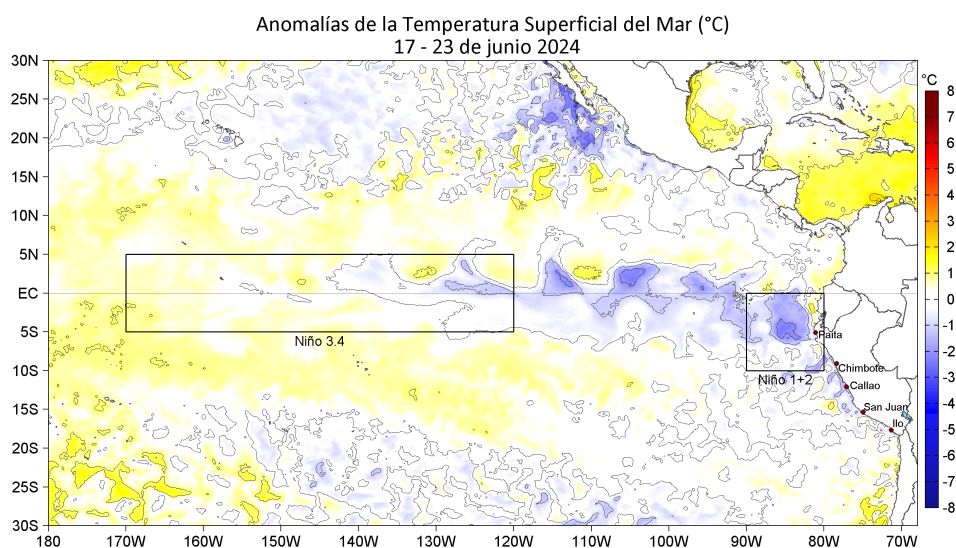 Anomalías de la Temperatura Superficial del Mar (°C)
17 - 23 de junio 2024
30N
25N
20N
15N
10N
5N
EC
5S
10S
15S
20S
25S
30S
180
170W
160W
150W
140W
130W
120W
110W
100W
90W
80W
70W
Niño 3.4
Niño 1+2
Paita
Chimbote
Callao
San Juan
Ilo
°C
8
7
6
5
4
3
2
1
0
-1
-2
-3
-4
-5
-6
-7
-8